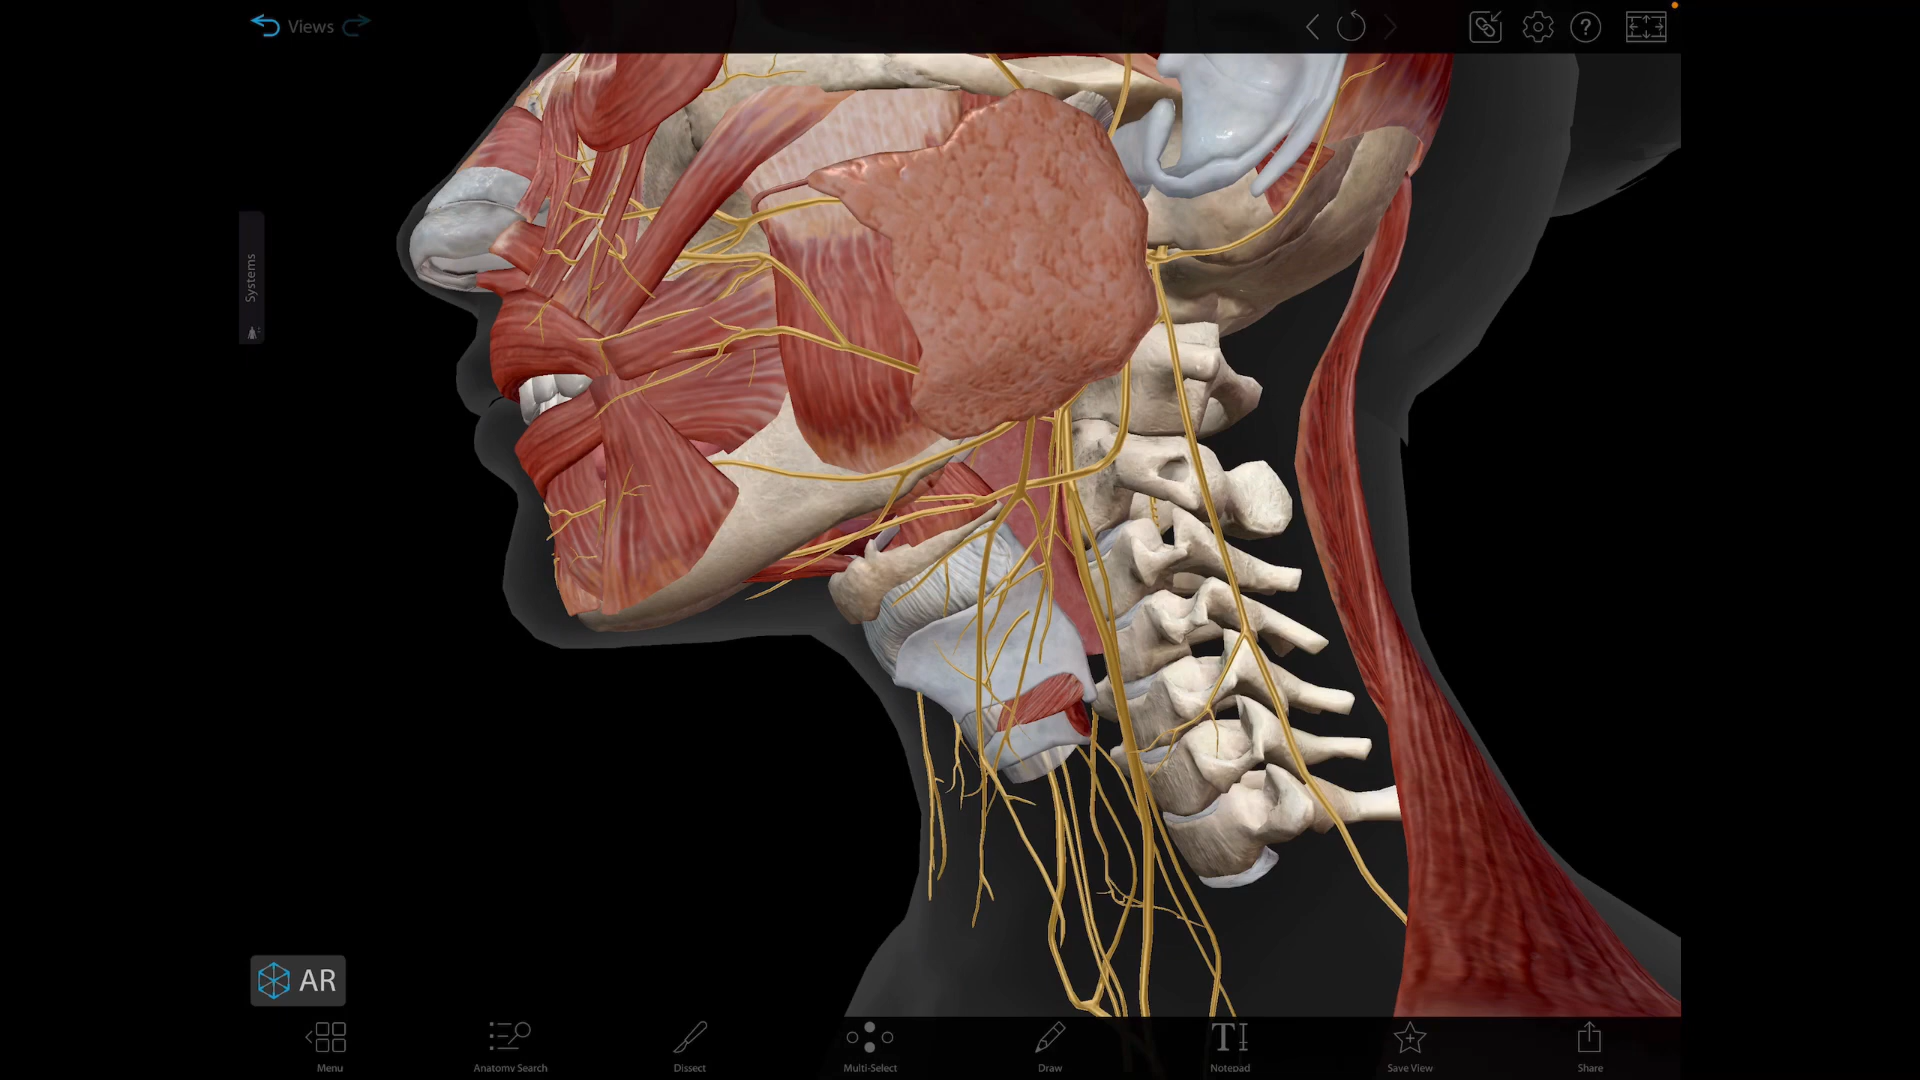 Views
Systems
AR
Menu
Anatomy Search
Dissect
Multi-Select
Draw
Notepad
Save View
Share